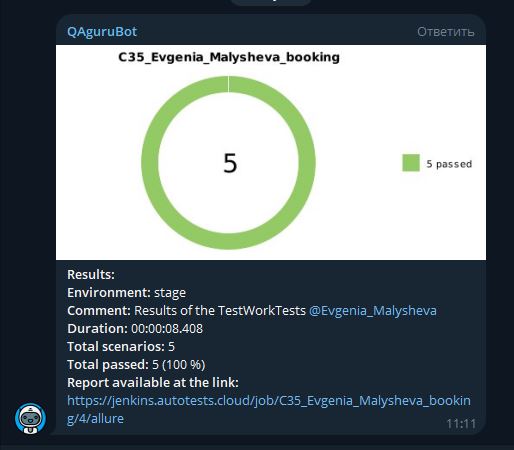 QAguruBot
Ответить
C35_Evgenia_Malysheva_booking
5
5 passed
Results:
Environment: stage
Comment: Results of the TestWorkTests @Evgenia_Malysheva
Duration: 00:00:08.408
Total scenarios: 5
Total passed: 5 (100 %)
Report available at the link:
https://jenkins.autotests.cloud/job/C35_Evgenia_Malysheva_bookin
g/4/allure
11:11